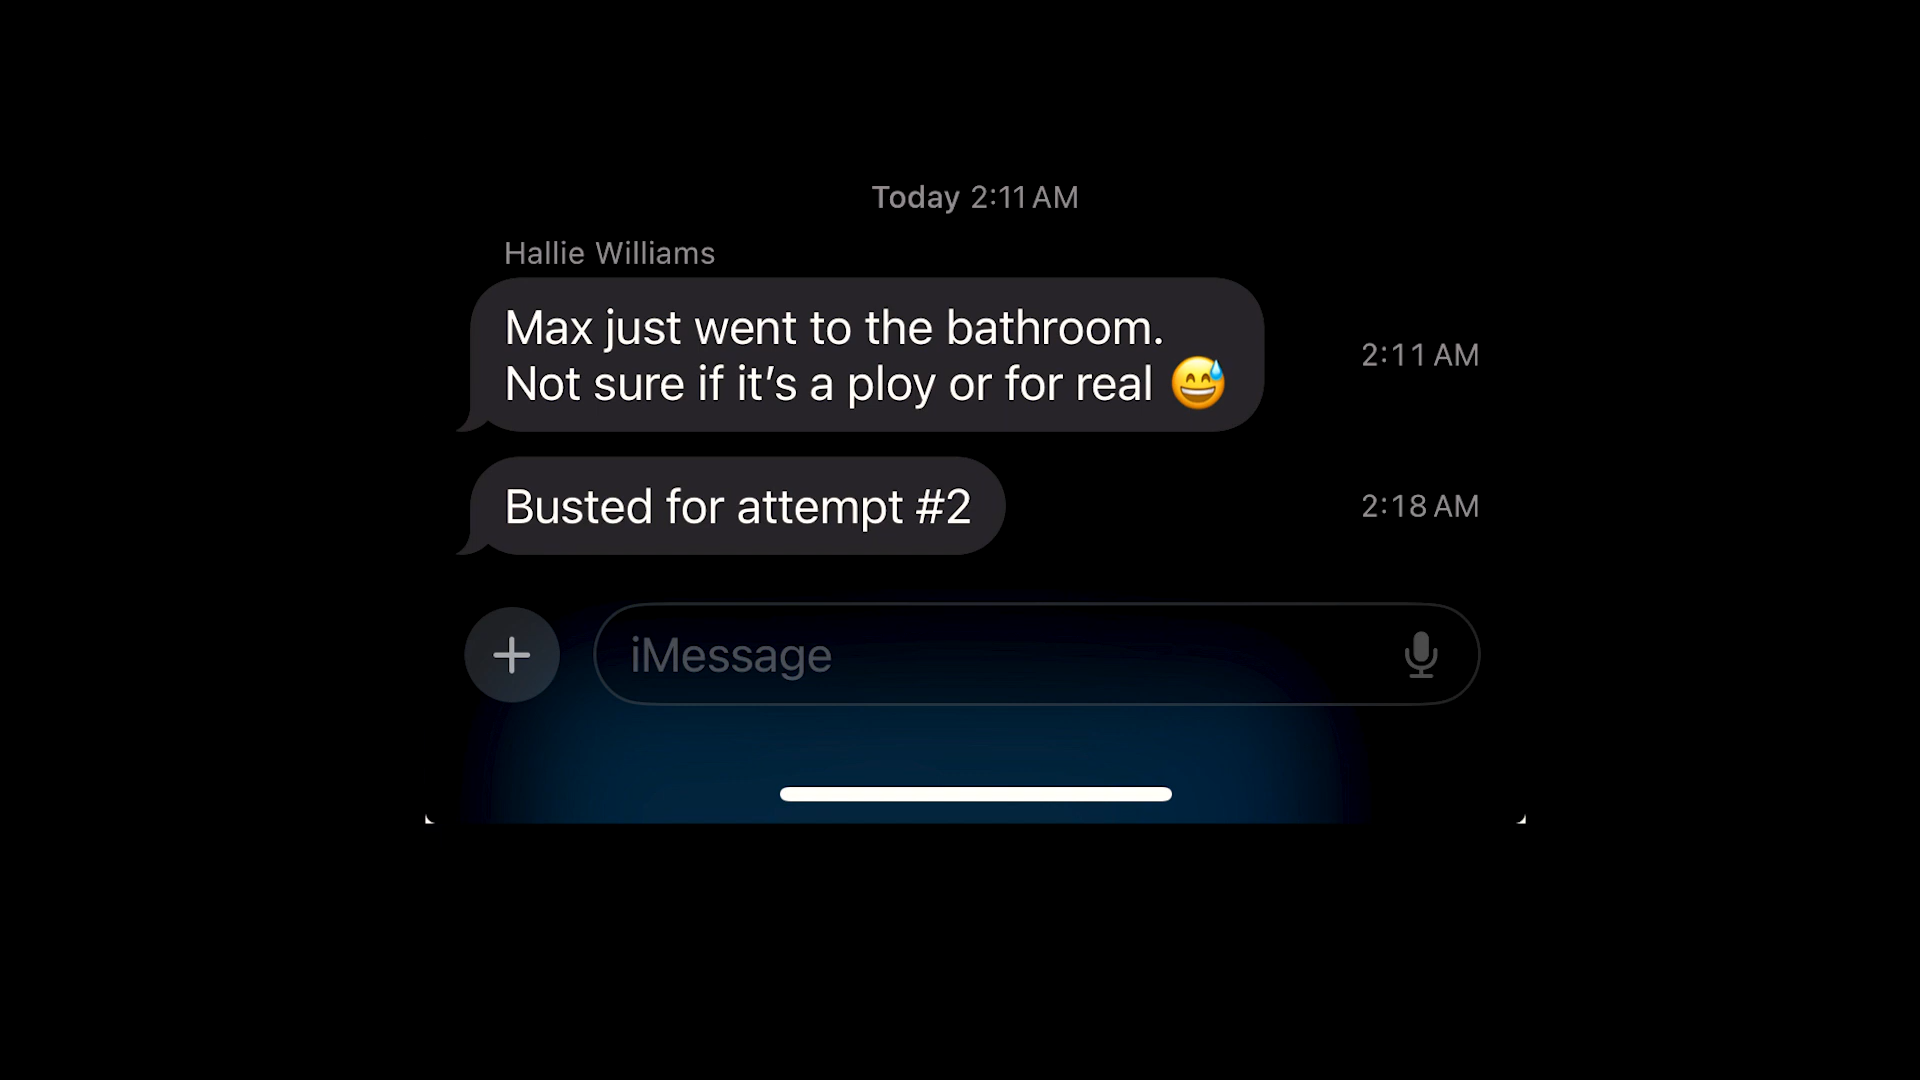 Today 2:11 AM
Hallie Williams
Max just went to the bathroom.
Not sure if it’s a ploy or for real 😅
2:11 AM
Busted for attempt #2
2:18 AM
iMessage